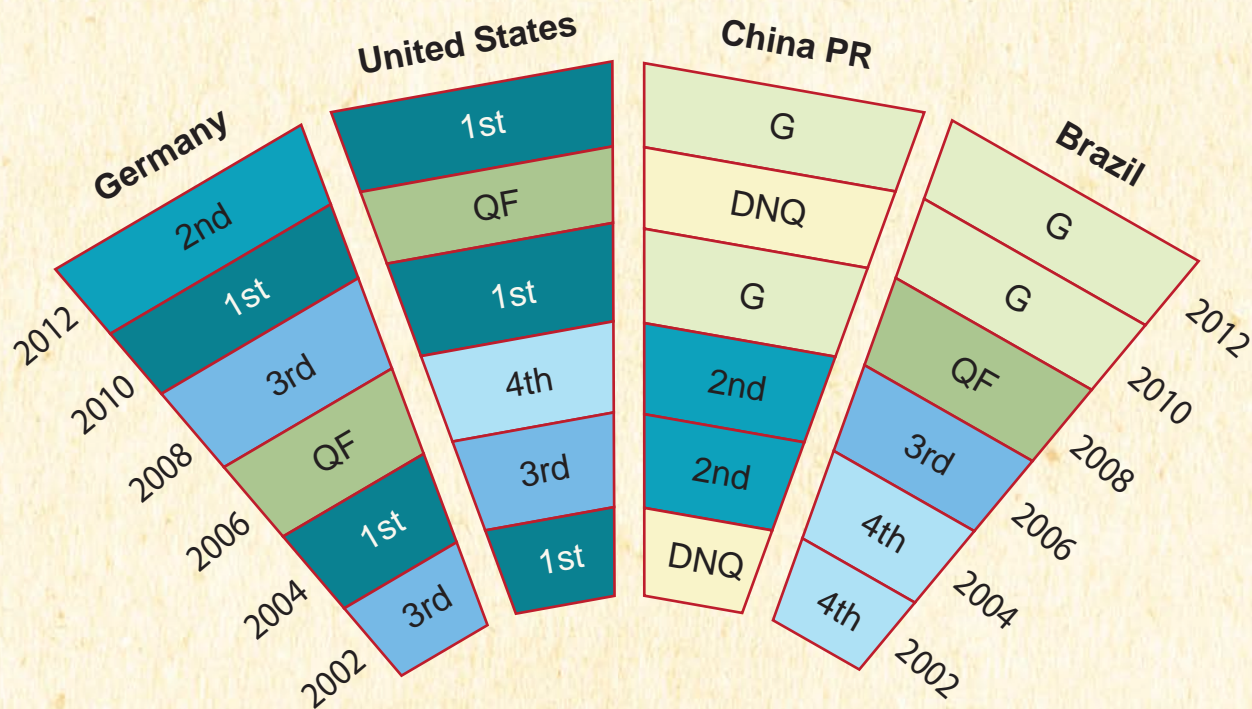 Germany
United States
China PR
Brazil
2nd
1st
3rd
QF
1st
3rd
1st
QF
1st
4th
3rd
1st
G
DNQ
G
2nd
2nd
DNQ
G
G
QF
3rd
4th
4th
2012
2010
2008
2006
2004
2002
2012
2010
2008
2006
2004
2002